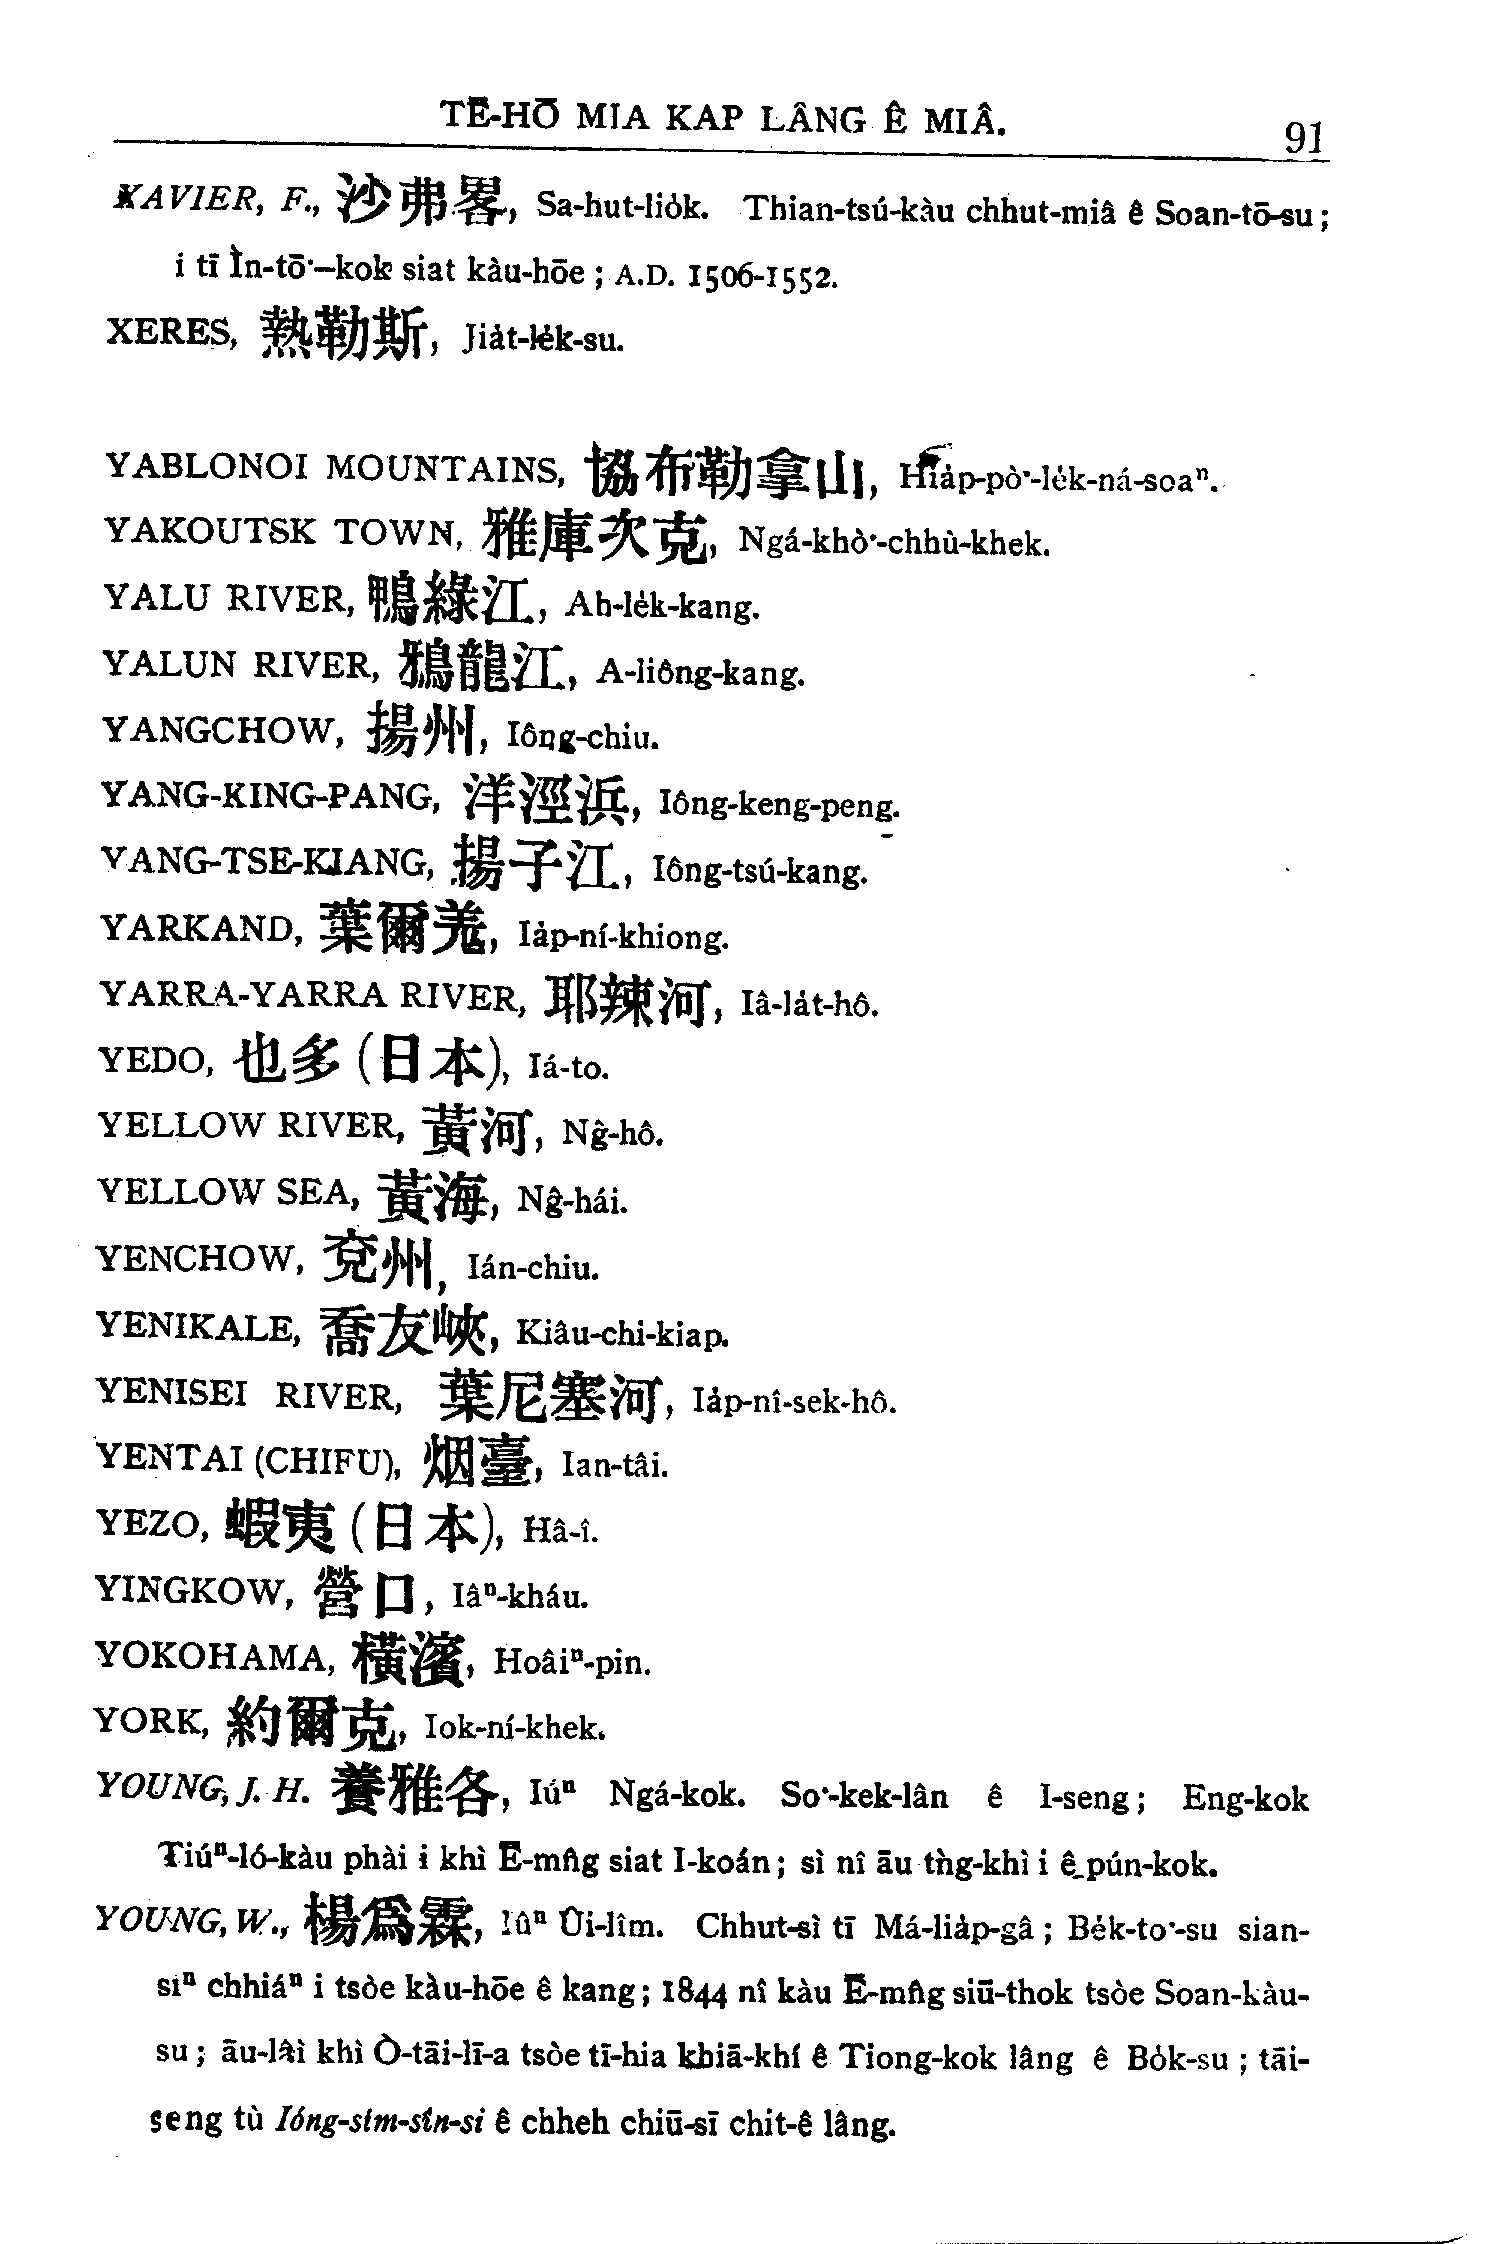 TĒ-HŌ MIA KAP LÂNG Ê MIÂ.
91
XAVIER, F., 沙弗畧, Sa-hut-lio̍k. Thian-tsú-kàu chhut-miâ ê Soan-tō-su;
i tī Ìn-tō͘-kok siat kàu-hōe; A.D. 1506-1552.
XERES, 熱勒斯, Jia̍t-le̍k-su.
YABLONOI MOUNTAINS, 協布勒拿山, Hia̍p-pò͘-le̍k-ná-soaⁿ.
YAKOUTSK TOWN, 雅庫次克, Ngá-khò͘-chhù-khek.
YALU RIVER, 鴨綠江, Ah-le̍k-kang.
YALUN RIVER, 鴉龍江, A-liông-kang.
YANGCHOW, 揚州, Iông-chiu.
YANG-KING-PANG, 洋涇浜, Iông-keng-peng.
YANG-TSE-KIANG, 揚子江, Iông-tsú-kang.
YARKAND, 葉爾羌, Ia̍p-ní-khiong.
YARRA-YARRA RIVER, 耶辣河, Iâ-la̍t-hô.
YEDO, 也多 (日本), Iá-to.
YELLOW RIVER, 黃河, Nĝ-hô.
YELLOW SEA, 黃海, Nĝ-hái.
YENCHOW, 兗州, Ián-chiu.
YENIKALE, 喬支峽, Kiâu-chi-kiap.
YENISEI RIVER, 葉尼塞河, Ia̍p-nî-sek-hô.
YENTAI (CHIFU), 烟臺, Ian-tâi.
YEZO, 蝦夷 (日本), Hâ-î.
YINGKOW, 營口, Iâⁿ-kháu.
YOKOHAMA, 橫濱, Hoâiⁿ-pin.
YORK, 約爾克, Iok-ní-khek.
YOUNG, J. H. 養雅各, Iúⁿ Ngá-kok. So͘-kek-lân ê I-seng; Eng-kok
Tiúⁿ-ló-kàu phài i khì Ē-mn̂g siat I-koán; sì nî āu tǹg-khì i ê pún-kok.
YOUNG, W., 楊爲霖, Iûⁿ Ûi-lîm. Chhut-sì tī Má-lia̍p-gâ; Be̍k-to͘-su sian-
siⁿ chhiáⁿ i tsòe kàu-hōe ê kang; 1844 nî kàu Ē-mn̂g siū-thok tsòe Soan-kàu-
su; āu-lâi khì Ò-tāi-lī-a tsòe tī-hia khiā-khí ê Tiong-kok lâng ê Bo̍k-su; tāi-
seng tù Ióng-sim-sîn-si ê chheh chiū-sī chit-ê lâng.